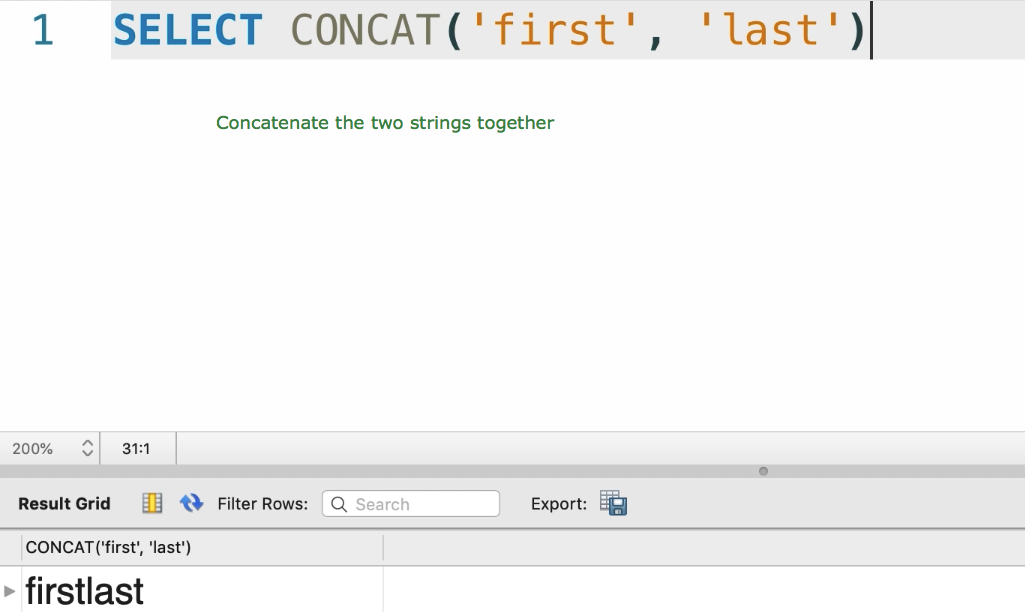 1 SELECT CONCAT('first', 'last')
Concatenate the two strings together
200% 31:1
Result Grid Filter Rows: Search Export:
CONCAT('first', 'last')
firstlast